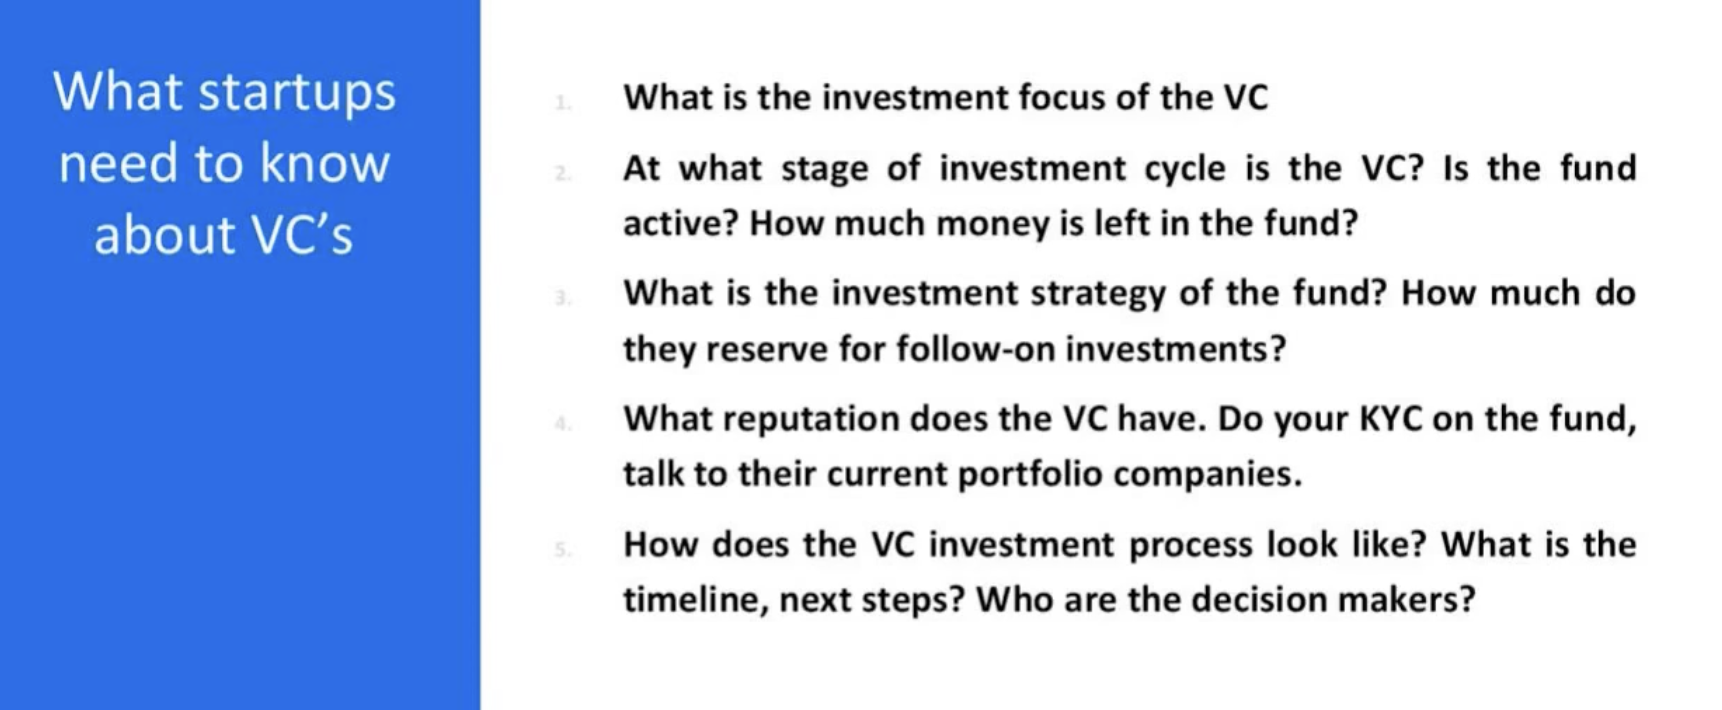 What startups
need to know
about VC’s
1. What is the investment focus of the VC
2. At what stage of investment cycle is the VC? Is the fund
active? How much money is left in the fund?
3. What is the investment strategy of the fund? How much do
they reserve for follow-on investments?
4. What reputation does the VC have. Do your KYC on the fund,
talk to their current portfolio companies.
5. How does the VC investment process look like? What is the
timeline, next steps? Who are the decision makers?